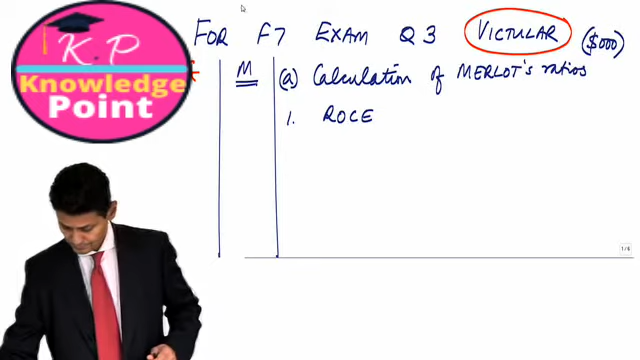 K.P
Knowledge
Point
FOR F7 EXAM Q3 VICTULAR ($000)
M (a) Calculation of MERLOT's ratios
1. ROCE
1/6